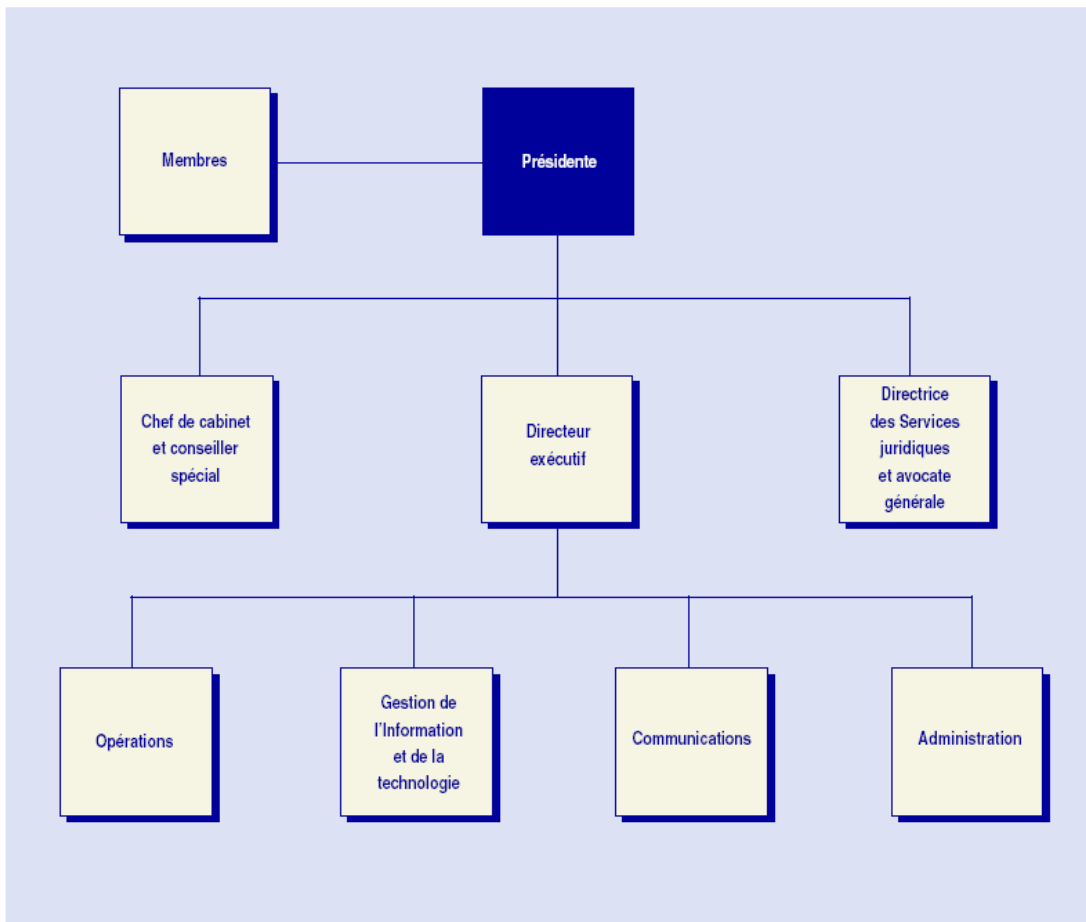 Membres
Présidente
Chef de cabinet
et conseiller
spécial
Directeur
exécutif
Directrice
des Services
juridiques
et avocate
générale
Opérations
Gestion de
l'Information
et de la
technologie
Communications
Administration